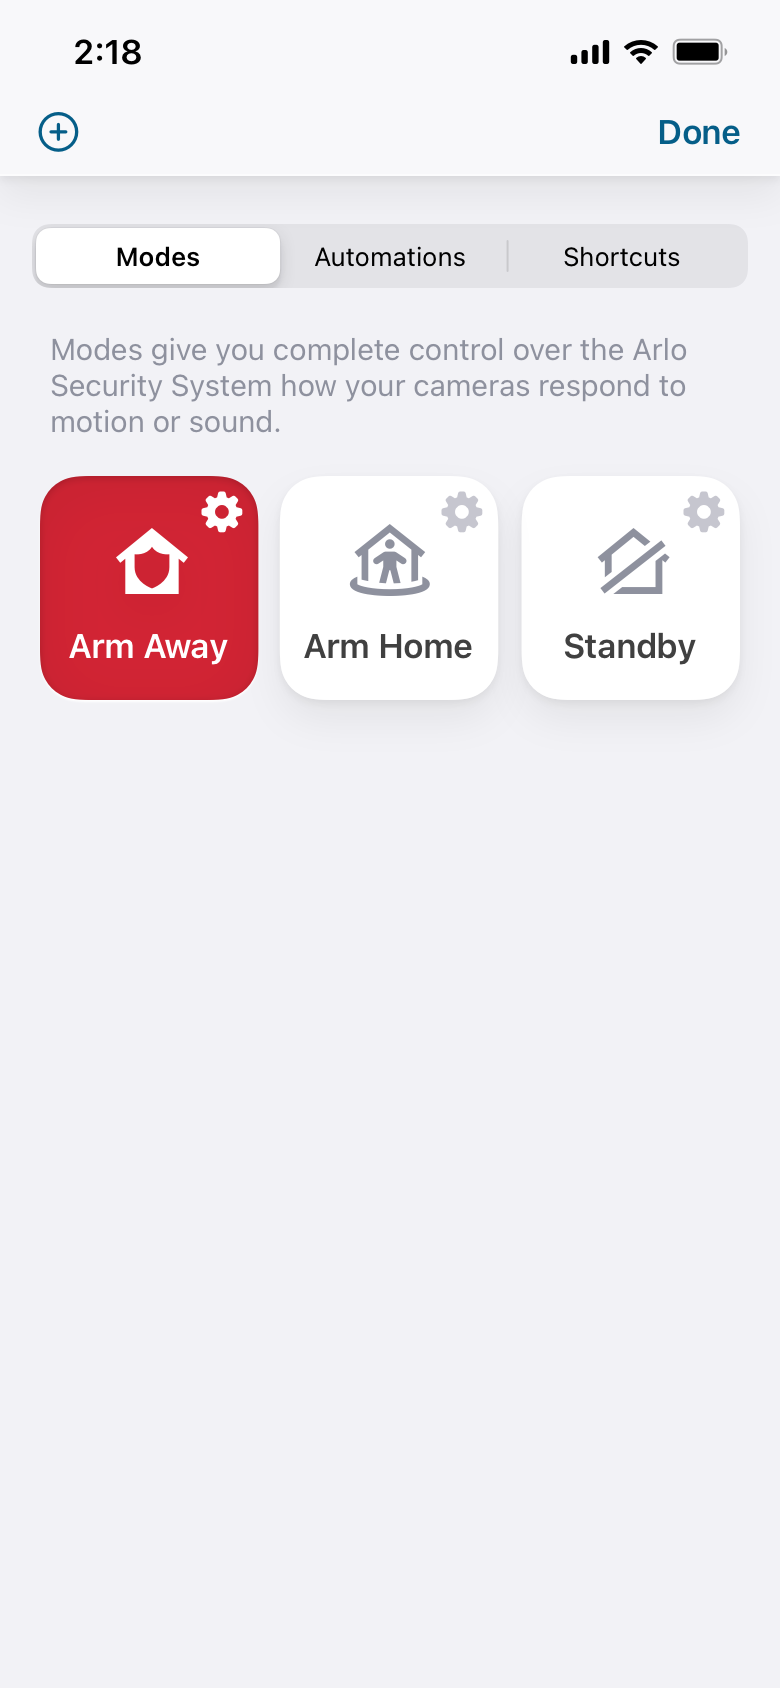 2:18
Done
Modes
Automations
Shortcuts
Modes give you complete control over the Arlo
Security System how your cameras respond to
motion or sound.
Arm Away
Arm Home
Standby